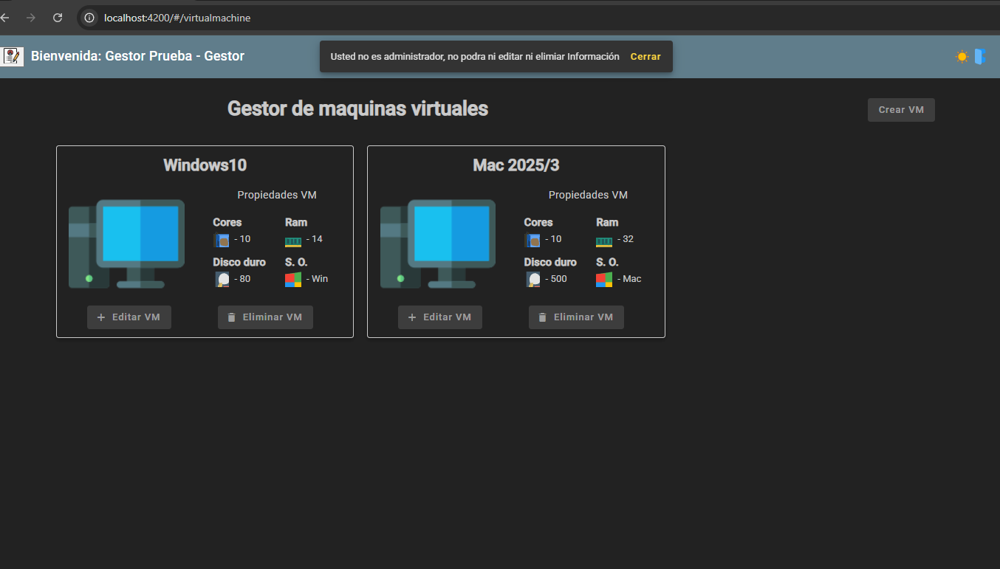 localhost:4200/#/virtualmachine
Bienvenida: Gestor Prueba - Gestor
Usted no es administrador, no podra ni editar ni elimiar Información Cerrar
Gestor de maquinas virtuales
Crear VM
Windows10
Propiedades VM
Cores Ram
- 10 - 14
Disco duro S. O.
- 80 - Win
Editar VM Eliminar VM
Mac 2025/3
Propiedades VM
Cores Ram
- 10 - 32
Disco duro S. O.
- 500 - Mac
Editar VM Eliminar VM